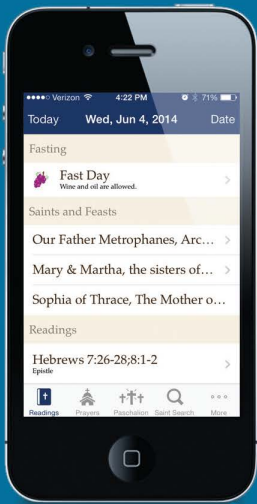 Verizon 4:22 PM 71%
Today Wed, Jun 4, 2014 Date
Fasting
Fast Day
Wine and oil are allowed.
Saints and Feasts
Our Father Metrophanes, Arc...
Mary & Martha, the sisters of...
Sophia of Thrace, The Mother o...
Readings
Hebrews 7:26-28;8:1-2
Epistle
Readings Prayers Paschalion Saint Search More